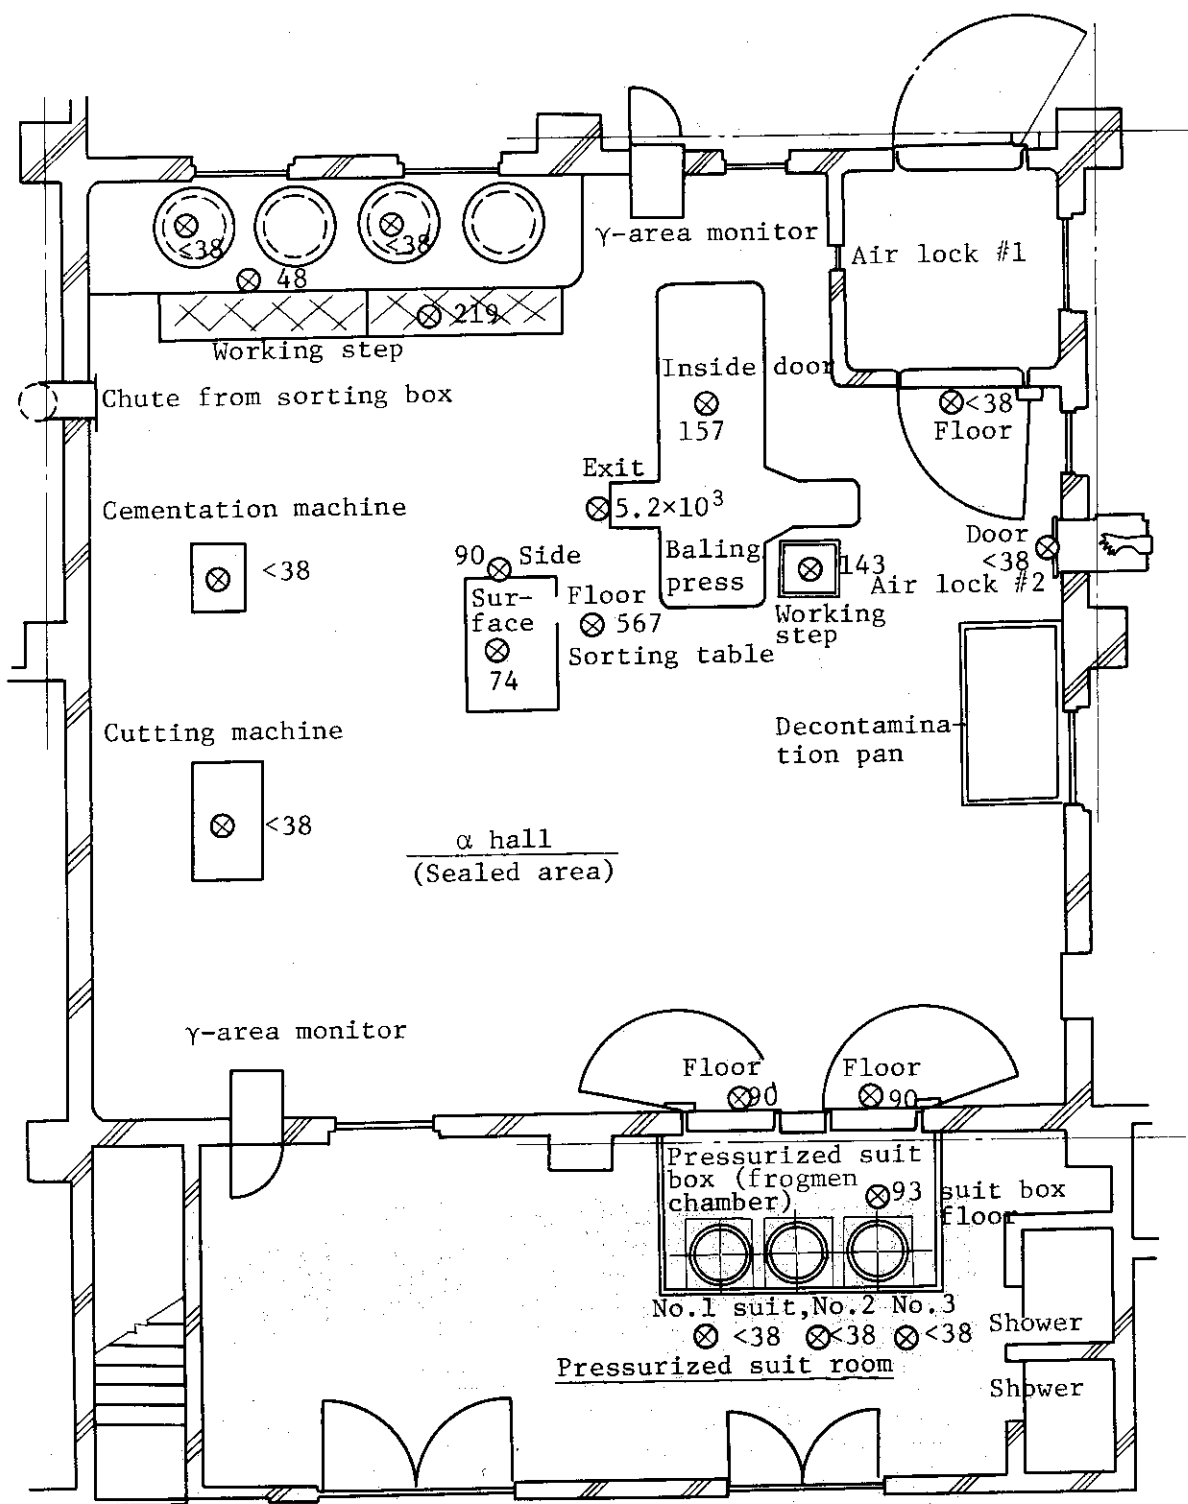 γ-area monitor
Air lock #1
<38
<38
48
219
Working step
Inside door
157
Chute from sorting box
<38
Floor
Exit
5.2×10³
Cementation machine
<38
90 Side
Sur-
face
74
Floor
567
Sorting table
Baling
press
143
Working
step
Door
<38
Air lock #2
Cutting machine
<38
Decontamina-
tion pan
α hall
(Sealed area)
γ-area monitor
Floor
90
Floor
90
Pressurized suit
box (frogmen
chamber)
93
suit box
floor
No.1 suit, No.2 No.3
<38 <38 <38
Pressurized suit room
Shower
Shower